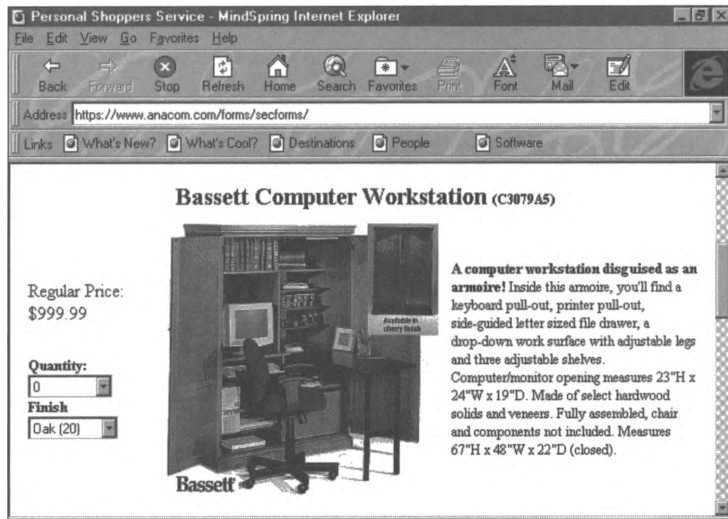 Personal Shoppers Service - MindSpring Internet Explorer
File Edit View Go Favorites Help
Back Forward Stop Refresh Home Search Favorites Print Font Mail Edit
Address https://www.anacom.com/forms/secforms/
Links What's New? What's Cool? Destinations People Software
Bassett Computer Workstation (C3079A5)
Regular Price:
$999.99
Quantity:
0
Finish
Oak (20)
Available in
cherry finish
Bassett
A computer workstation disguised as an
armoire! Inside this armoire, you'll find a
keyboard pull-out, printer pull-out,
side-guided letter sized file drawer, a
drop-down work surface with adjustable legs
and three adjustable shelves.
Computer/monitor opening measures 23"H x
24"W x 19"D. Made of select hardwood
solids and veneers. Fully assembled, chair
and components not included. Measures
67"H x 48"W x 22"D (closed).